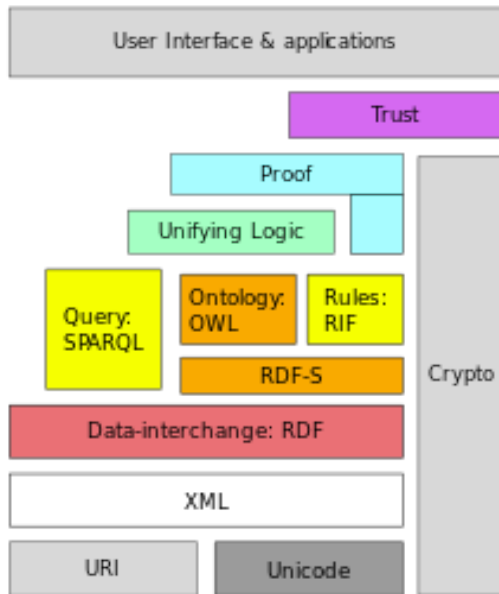 User Interface & applications
Trust
Proof
Unifying Logic
Query:
SPARQL
Ontology:
OWL
Rules:
RIF
RDF-S
Crypto
Data-interchange: RDF
XML
URI
Unicode